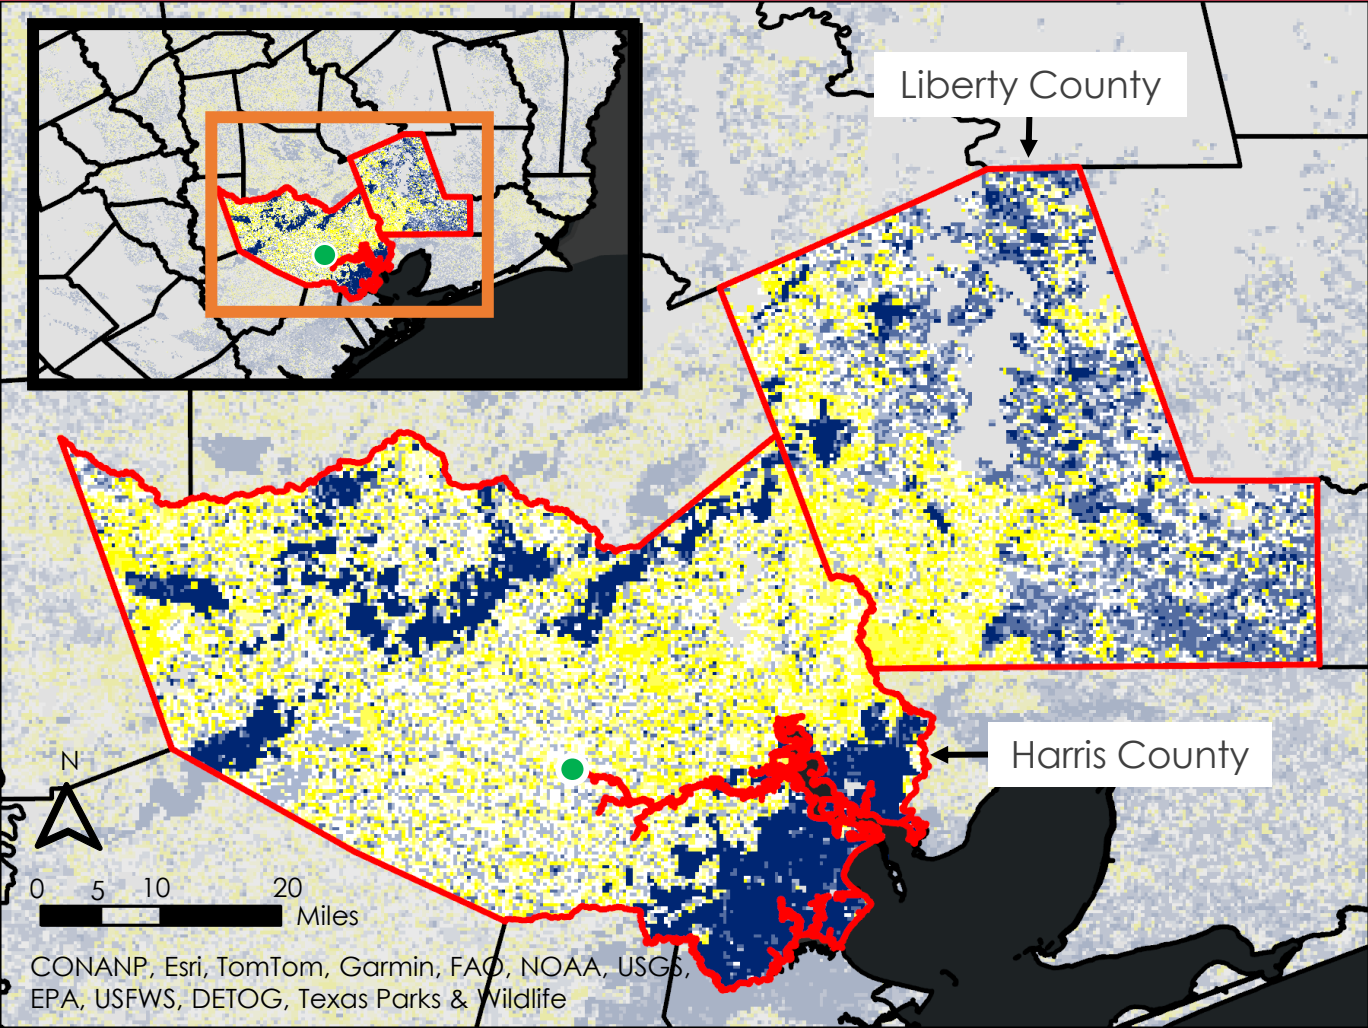 Liberty County
Harris County
N
0 5 10 20
Miles
CONANP, Esri, TomTom, Garmin, FAO, NOAA, USGS,
EPA, USFWS, DETOG, Texas Parks & Wildlife